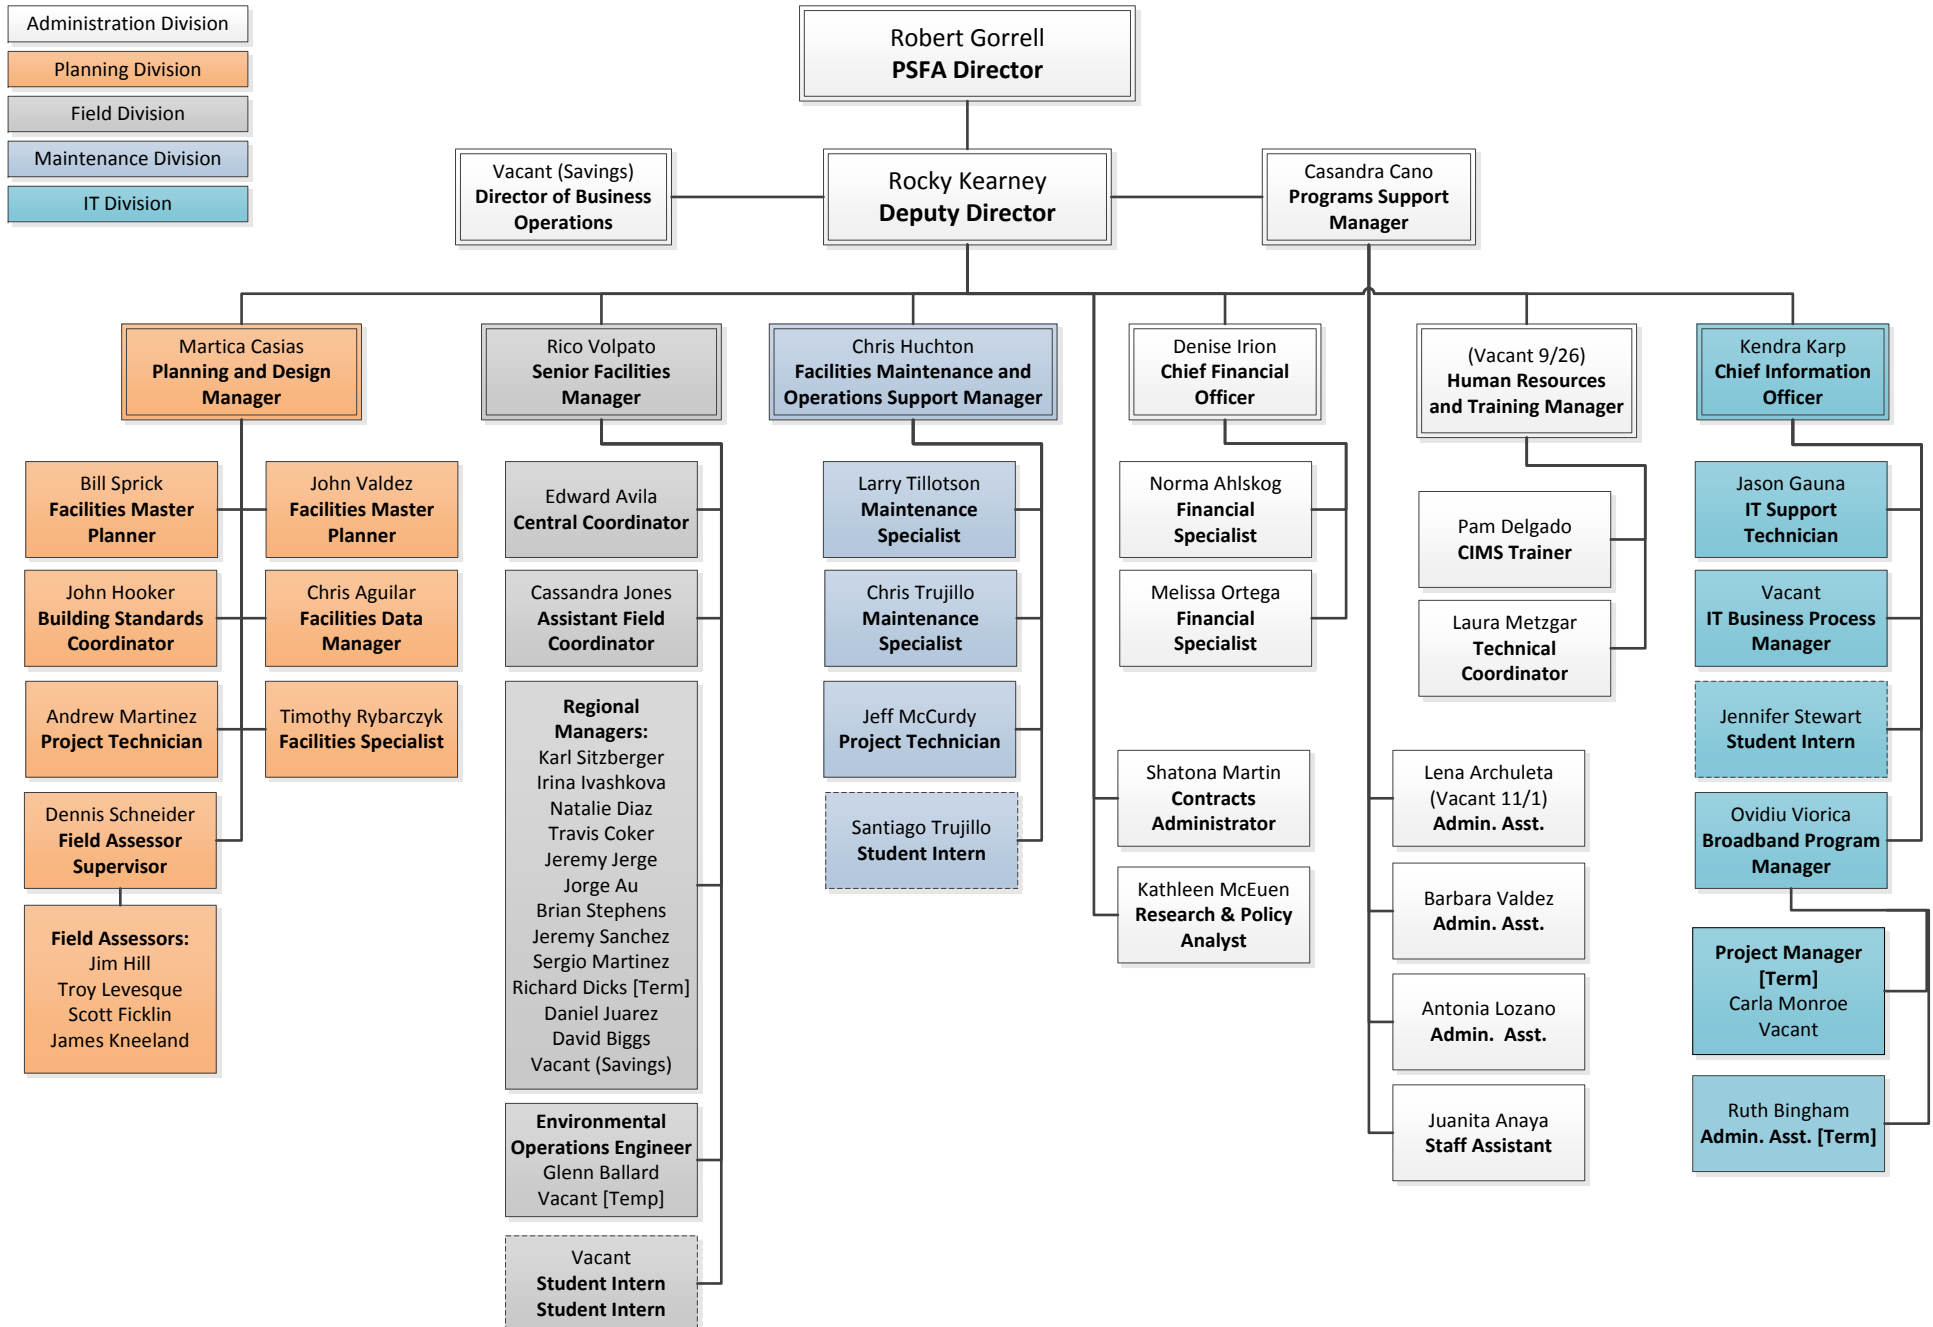 Administration Division
Planning Division
Field Division
Maintenance Division
IT Division
Robert Gorrell
PSFA Director
Vacant (Savings)
Director of Business
Operations
Rocky Kearney
Deputy Director
Casandra Cano
Programs Support
Manager
Martica Casias
Planning and Design
Manager
Rico Volpato
Senior Facilities
Manager
Chris Huchton
Facilities Maintenance and
Operations Support Manager
Denise Irion
Chief Financial
Officer
(Vacant 9/26)
Human Resources
and Training Manager
Kendra Karp
Chief Information
Officer
Bill Sprick
Facilities Master
Planner
John Valdez
Facilities Master
Planner
John Hooker
Building Standards
Coordinator
Chris Aguilar
Facilities Data
Manager
Andrew Martinez
Project Technician
Timothy Rybarczyk
Facilities Specialist
Dennis Schneider
Field Assessor
Supervisor
Field Assessors:
Jim Hill
Troy Levesque
Scott Ficklin
James Kneeland
Edward Avila
Central Coordinator
Cassandra Jones
Assistant Field
Coordinator
Regional
Managers:
Karl Sitzberger
Irina Ivashkova
Natalie Diaz
Travis Coker
Jeremy Jerge
Jorge Au
Brian Stephens
Jeremy Sanchez
Sergio Martinez
Richard Dicks [Term]
Daniel Juarez
David Biggs
Vacant (Savings)
Environmental
Operations Engineer
Glenn Ballard
Vacant [Temp]
Vacant
Student Intern
Student Intern
Larry Tillotson
Maintenance
Specialist
Chris Trujillo
Maintenance
Specialist
Jeff McCurdy
Project Technician
Santiago Trujillo
Student Intern
Norma Ahlskog
Financial
Specialist
Melissa Ortega
Financial
Specialist
Shatona Martin
Contracts
Administrator
Kathleen McEuen
Research & Policy
Analyst
Pam Delgado
CIMS Trainer
Laura Metzgar
Technical
Coordinator
Lena Archuleta
(Vacant 11/1)
Admin. Asst.
Barbara Valdez
Admin. Asst.
Antonia Lozano
Admin.  Asst.
Juanita Anaya
Staff Assistant
Jason Gauna
IT Support
Technician
Vacant
IT Business Process
Manager
Jennifer Stewart
Student Intern
Ovidiu Viorica
Broadband Program
Manager
Project Manager
[Term]
Carla Monroe
Vacant
Ruth Bingham
Admin. Asst. [Term]